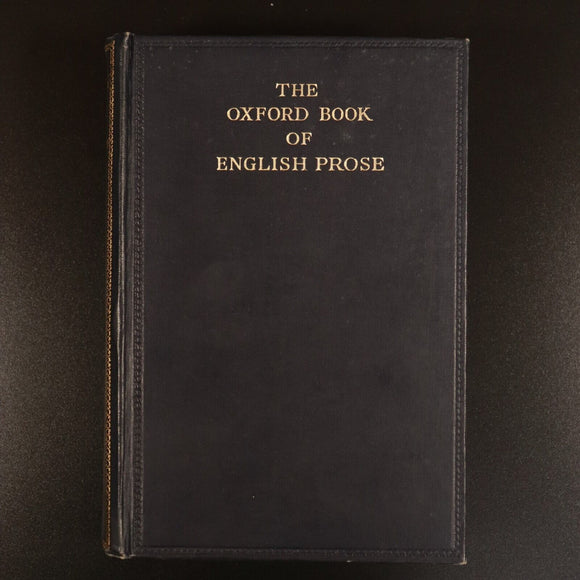 THE
OXFORD BOOK
OF
ENGLISH PROSE